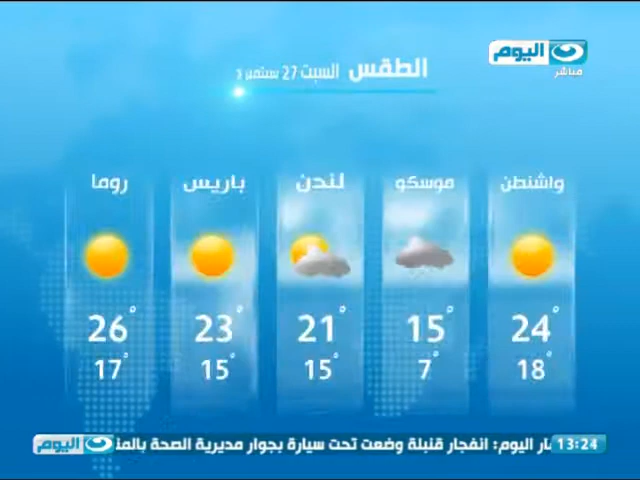 اليوم
مباشر
الطقس السبت 27 سبتمبر
واشنطن موسكو لندن باريس روما
24° 15° 21° 23° 26°
18° 7° 15° 15° 17°
13:24 اليوم: انفجار قنبلة وضعت تحت سيارة بجوار مديرية الصحة اليوم